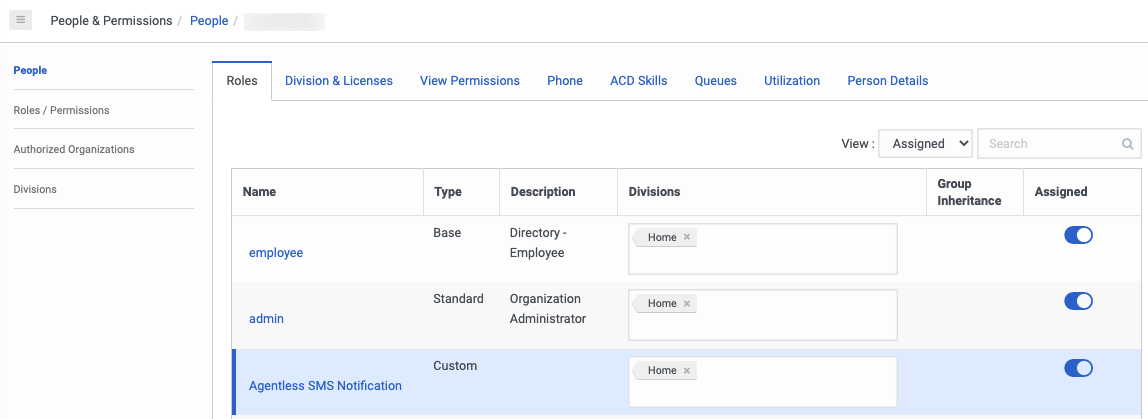 People & Permissions / People /
People
Roles / Permissions
Authorized Organizations
Divisions
Roles Division & Licenses View Permissions Phone ACD Skills Queues Utilization Person Details
View : Assigned Search
Name Type Description Divisions Group Inheritance Assigned
employee Base Directory - Employee Home ×
admin Standard Organization Administrator Home ×
Agentless SMS Notification Custom Home ×